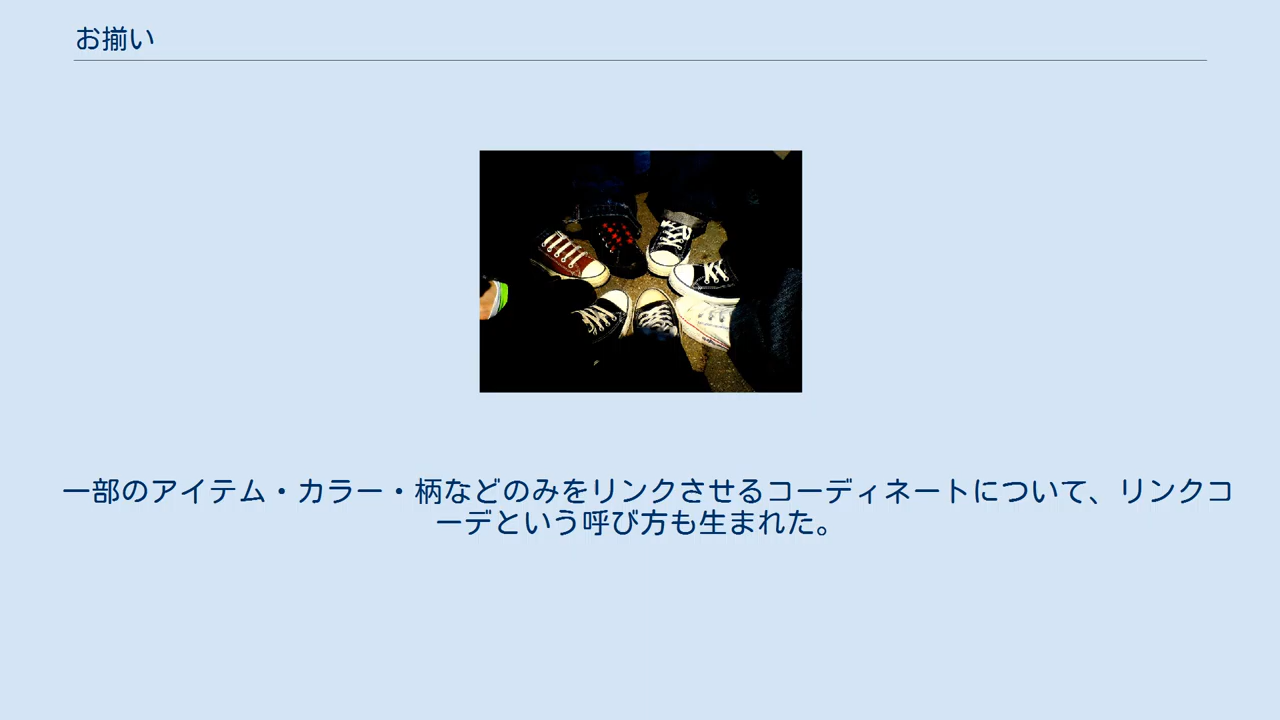 お揃い
一部のアイテム・カラー・柄などのみをリンクさせるコーディネートについて、リンクコ
ーデという呼び方も生まれた。